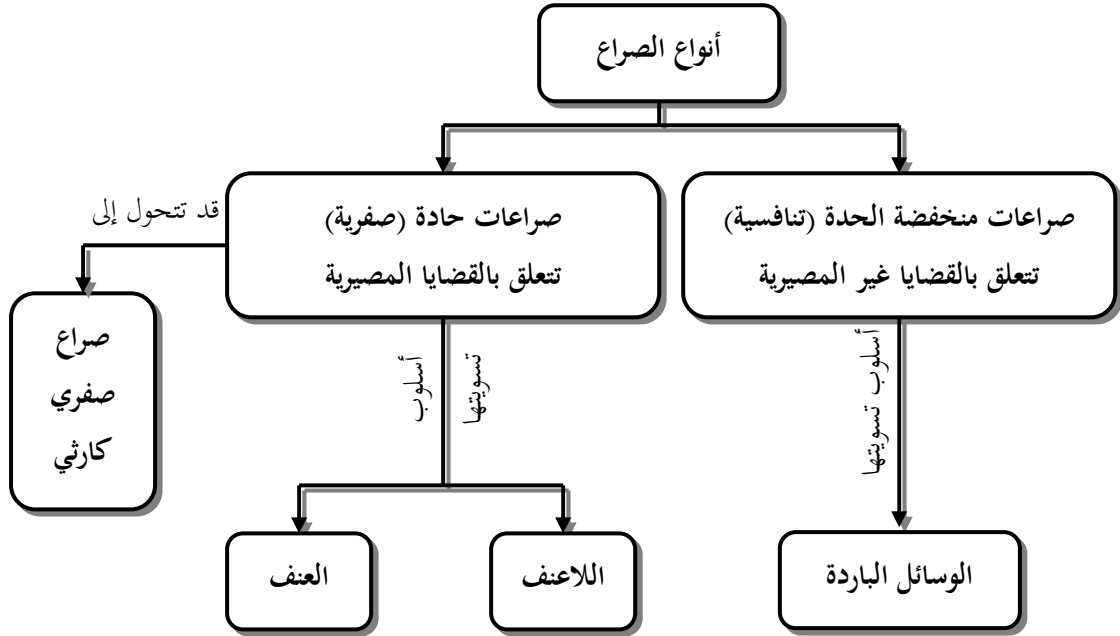 أنواع الصراع
صراعات منخفضة الحدة (تنافسية)
تتعلق بالقضايا غير المصيرية
صراعات حادة (صفرية)
تتعلق بالقضايا المصيرية
قد تتحول إلى
صراع
صفري
كارثي
أسلوب تسويتها
أسلوب
تسويتها
الوسائل الباردة
اللاعنف
العنف